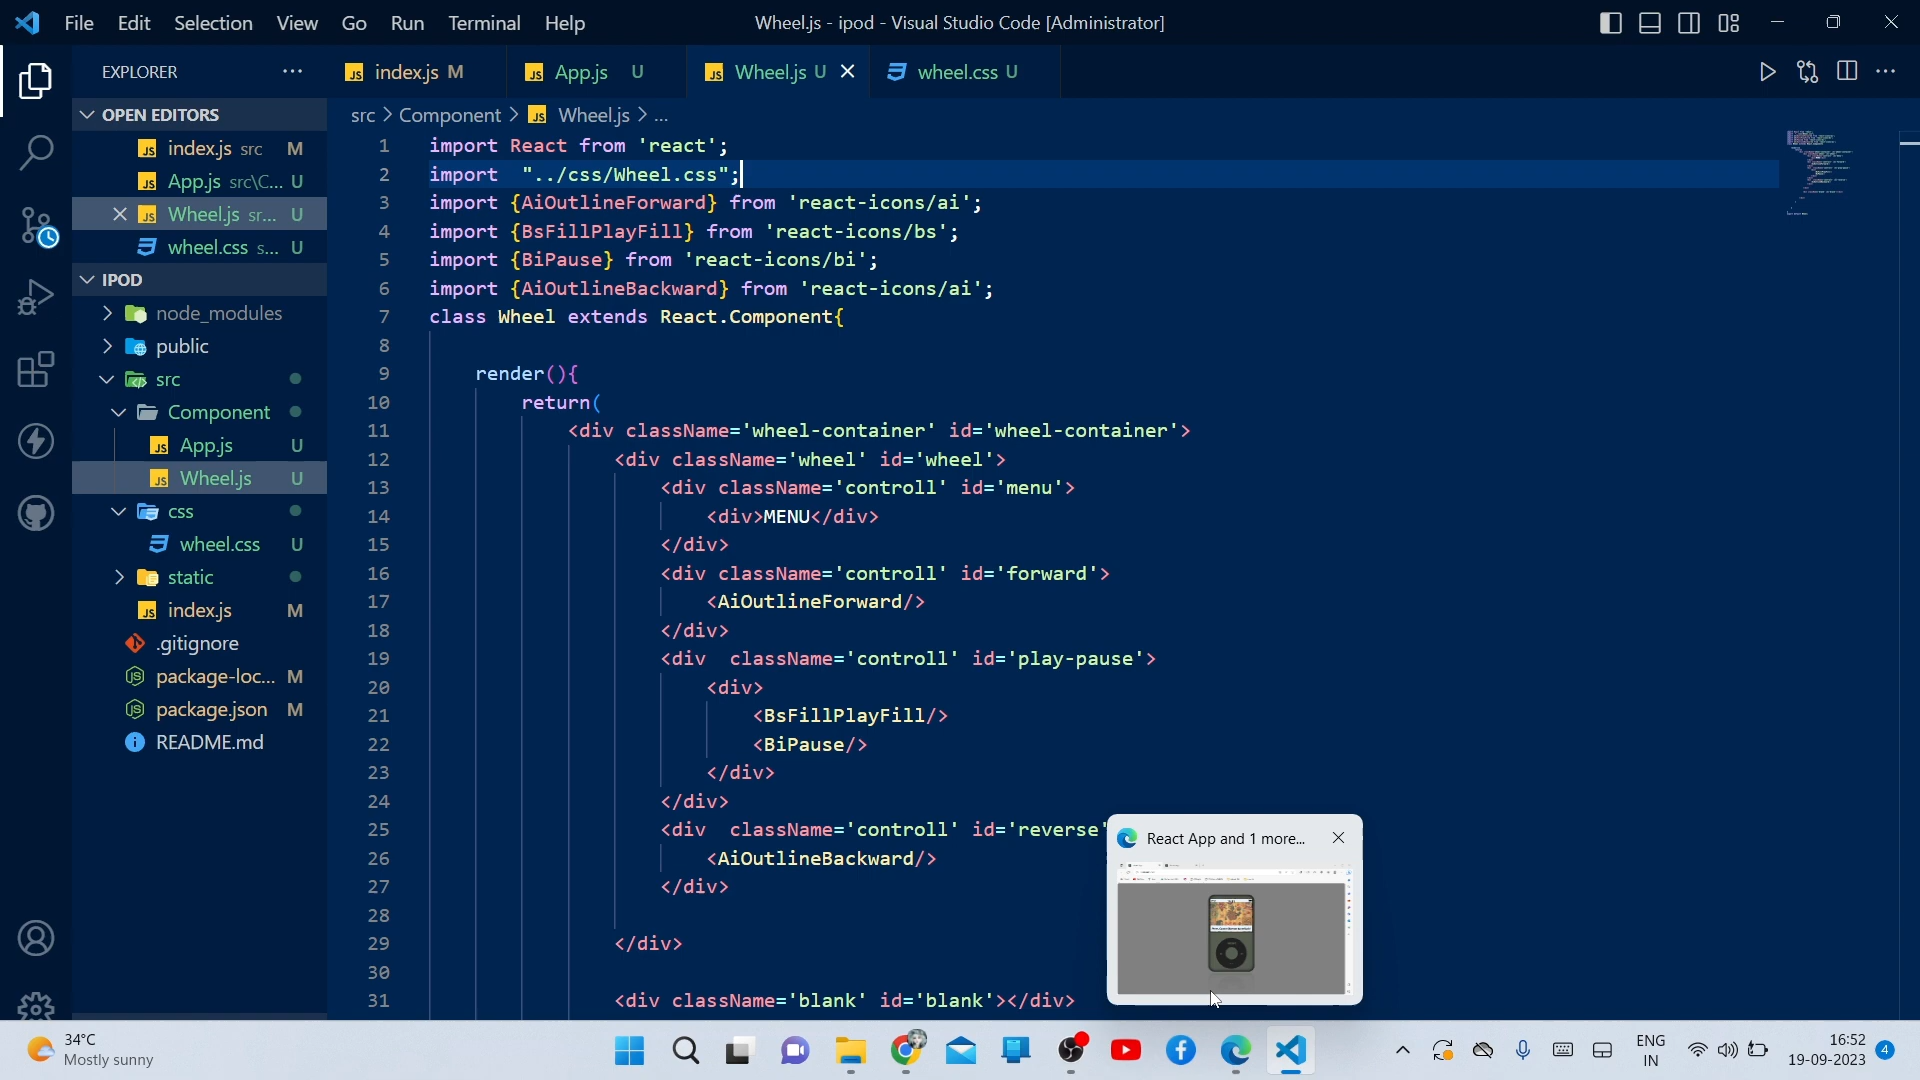 File Edit Selection View Go Run Terminal Help
Wheel.js - ipod - Visual Studio Code [Administrator]
EXPLORER
index.js M
App.js U
Wheel.js U
wheel.css U
OPEN EDITORS
index.js src M
App.js src\C... U
Wheel.js sr... U
wheel.css s... U
IPOD
node_modules
public
src
Component
App.js U
Wheel.js U
css
wheel.css U
static
index.js M
.gitignore
package-loc... M
package.json M
README.md
src > Component > Wheel.js > ...
1 import React from 'react';
2 import  "../css/Wheel.css";
3 import {AiOutlineForward} from 'react-icons/ai';
4 import {BsFillPlayFill} from 'react-icons/bs';
5 import {BiPause} from 'react-icons/bi';
6 import {AiOutlineBackward} from 'react-icons/ai';
7 class Wheel extends React.Component{
8
9 render(){
10 return(
11 <div className='wheel-container' id='wheel-container'>
12 <div className='wheel' id='wheel'>
13 <div className='controll' id='menu'>
14 <div>MENU</div>
15 </div>
16 <div className='controll' id='forward'>
17 <AiOutlineForward/>
18 </div>
19 <div  className='controll' id='play-pause'>
20 <div>
21 <BsFillPlayFill/>
22 <BiPause/>
23 </div>
24 </div>
25 <div  className='controll' id='reverse'
26 <AiOutlineBackward/>
27 </div>
28
29 </div>
30
31 <div className='blank' id='blank'></div>
React App and 1 more...
34°C
Mostly sunny
ENG
IN
16:52
19-09-2023
4